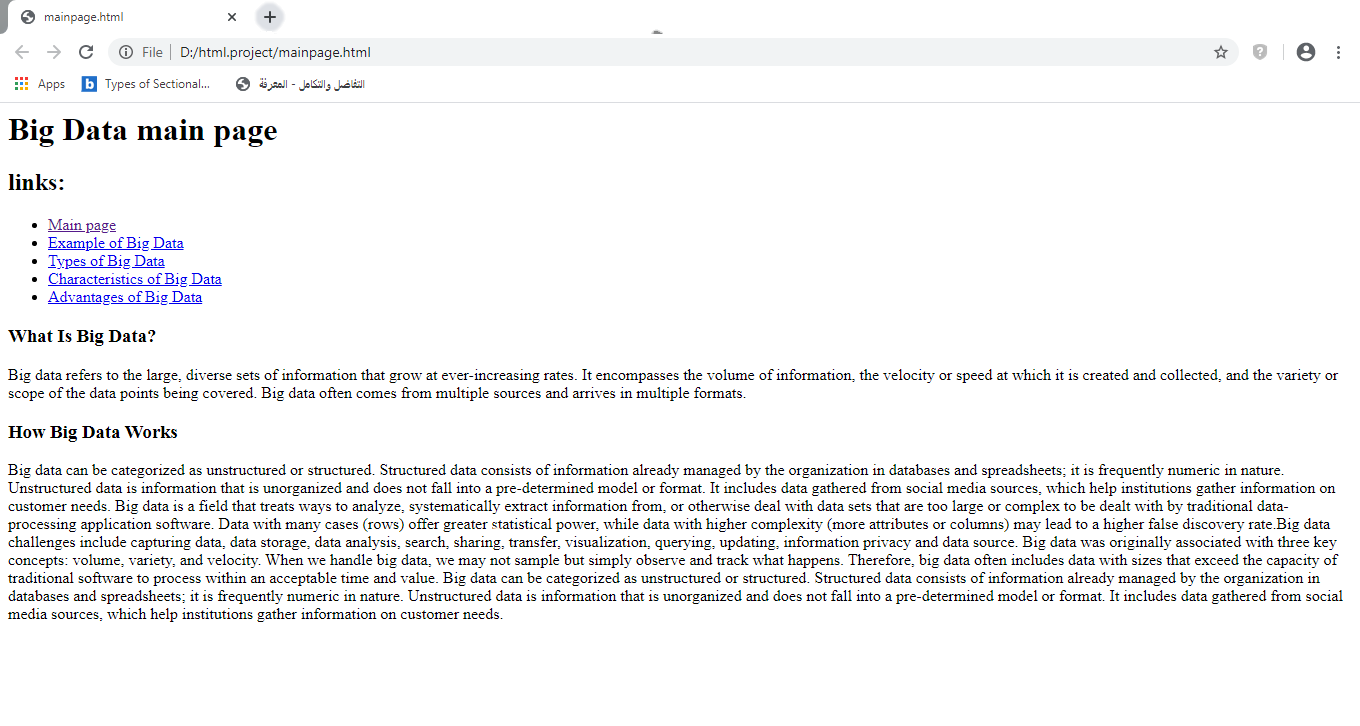 mainpage.html
File
D:/html.project/mainpage.html
Apps
Types of Sectional...
التفاضل والتكامل - المعرفة
Big Data main page
links:
Main page
Example of Big Data
Types of Big Data
Characteristics of Big Data
Advantages of Big Data
What Is Big Data?
Big data refers to the large, diverse sets of information that grow at ever-increasing rates. It encompasses the volume of information, the velocity or speed at which it is created and collected, and the variety or
scope of the data points being covered. Big data often comes from multiple sources and arrives in multiple formats.
How Big Data Works
Big data can be categorized as unstructured or structured. Structured data consists of information already managed by the organization in databases and spreadsheets; it is frequently numeric in nature.
Unstructured data is information that is unorganized and does not fall into a pre-determined model or format. It includes data gathered from social media sources, which help institutions gather information on
customer needs. Big data is a field that treats ways to analyze, systematically extract information from, or otherwise deal with data sets that are too large or complex to be dealt with by traditional data-
processing application software. Data with many cases (rows) offer greater statistical power, while data with higher complexity (more attributes or columns) may lead to a higher false discovery rate.Big data
challenges include capturing data, data storage, data analysis, search, sharing, transfer, visualization, querying, updating, information privacy and data source. Big data was originally associated with three key
concepts: volume, variety, and velocity. When we handle big data, we may not sample but simply observe and track what happens. Therefore, big data often includes data with sizes that exceed the capacity of
traditional software to process within an acceptable time and value. Big data can be categorized as unstructured or structured. Structured data consists of information already managed by the organization in
databases and spreadsheets; it is frequently numeric in nature. Unstructured data is information that is unorganized and does not fall into a pre-determined model or format. It includes data gathered from social
media sources, which help institutions gather information on customer needs.